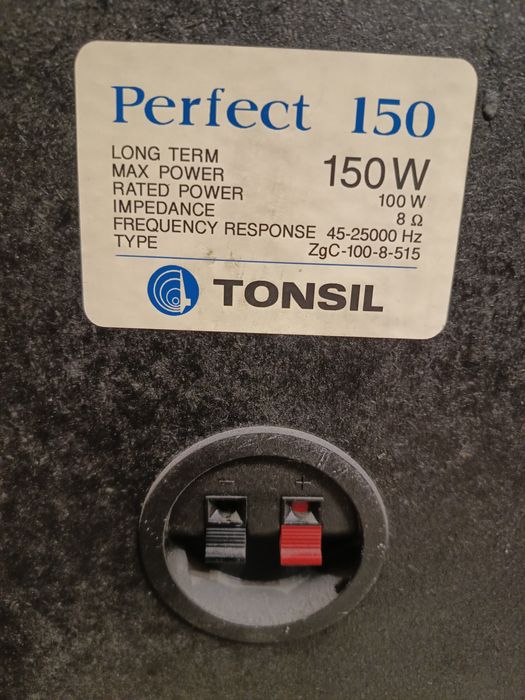 Perfect 150
LONG TERM
MAX POWER 150 W
RATED POWER 100 W
IMPEDANCE 8 Ω
FREQUENCY RESPONSE 45-25000 Hz
TYPE ZgC-100-8-515
TONSIL
- +